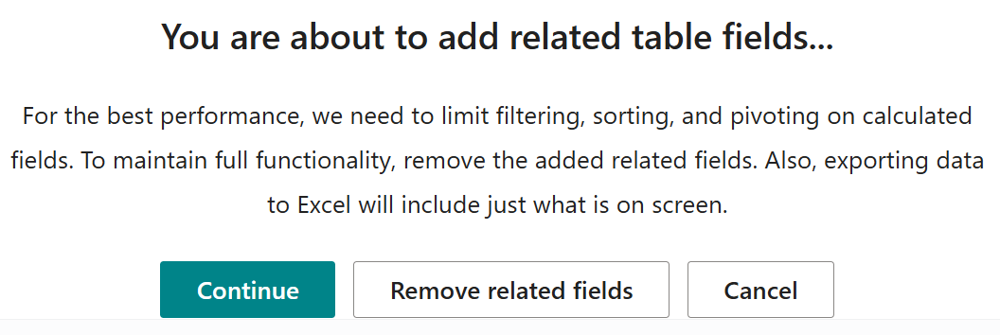 You are about to add related table fields...
For the best performance, we need to limit filtering, sorting, and pivoting on calculated
fields. To maintain full functionality, remove the added related fields. Also, exporting data
to Excel will include just what is on screen.
Continue
Remove related fields
Cancel